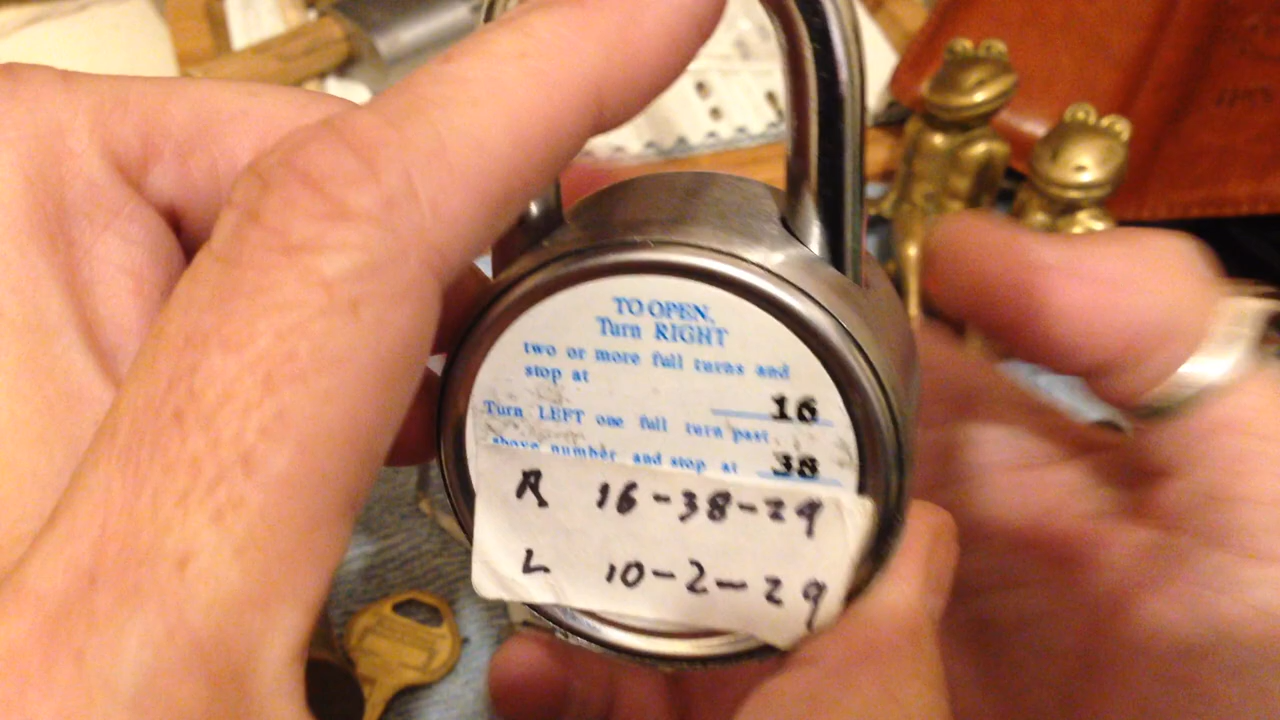 TO OPEN,
Turn RIGHT
two or more full turns and
stop at 16
Turn LEFT one full turn past
above number and stop at 38
R 16-38-29
L 10-2-29